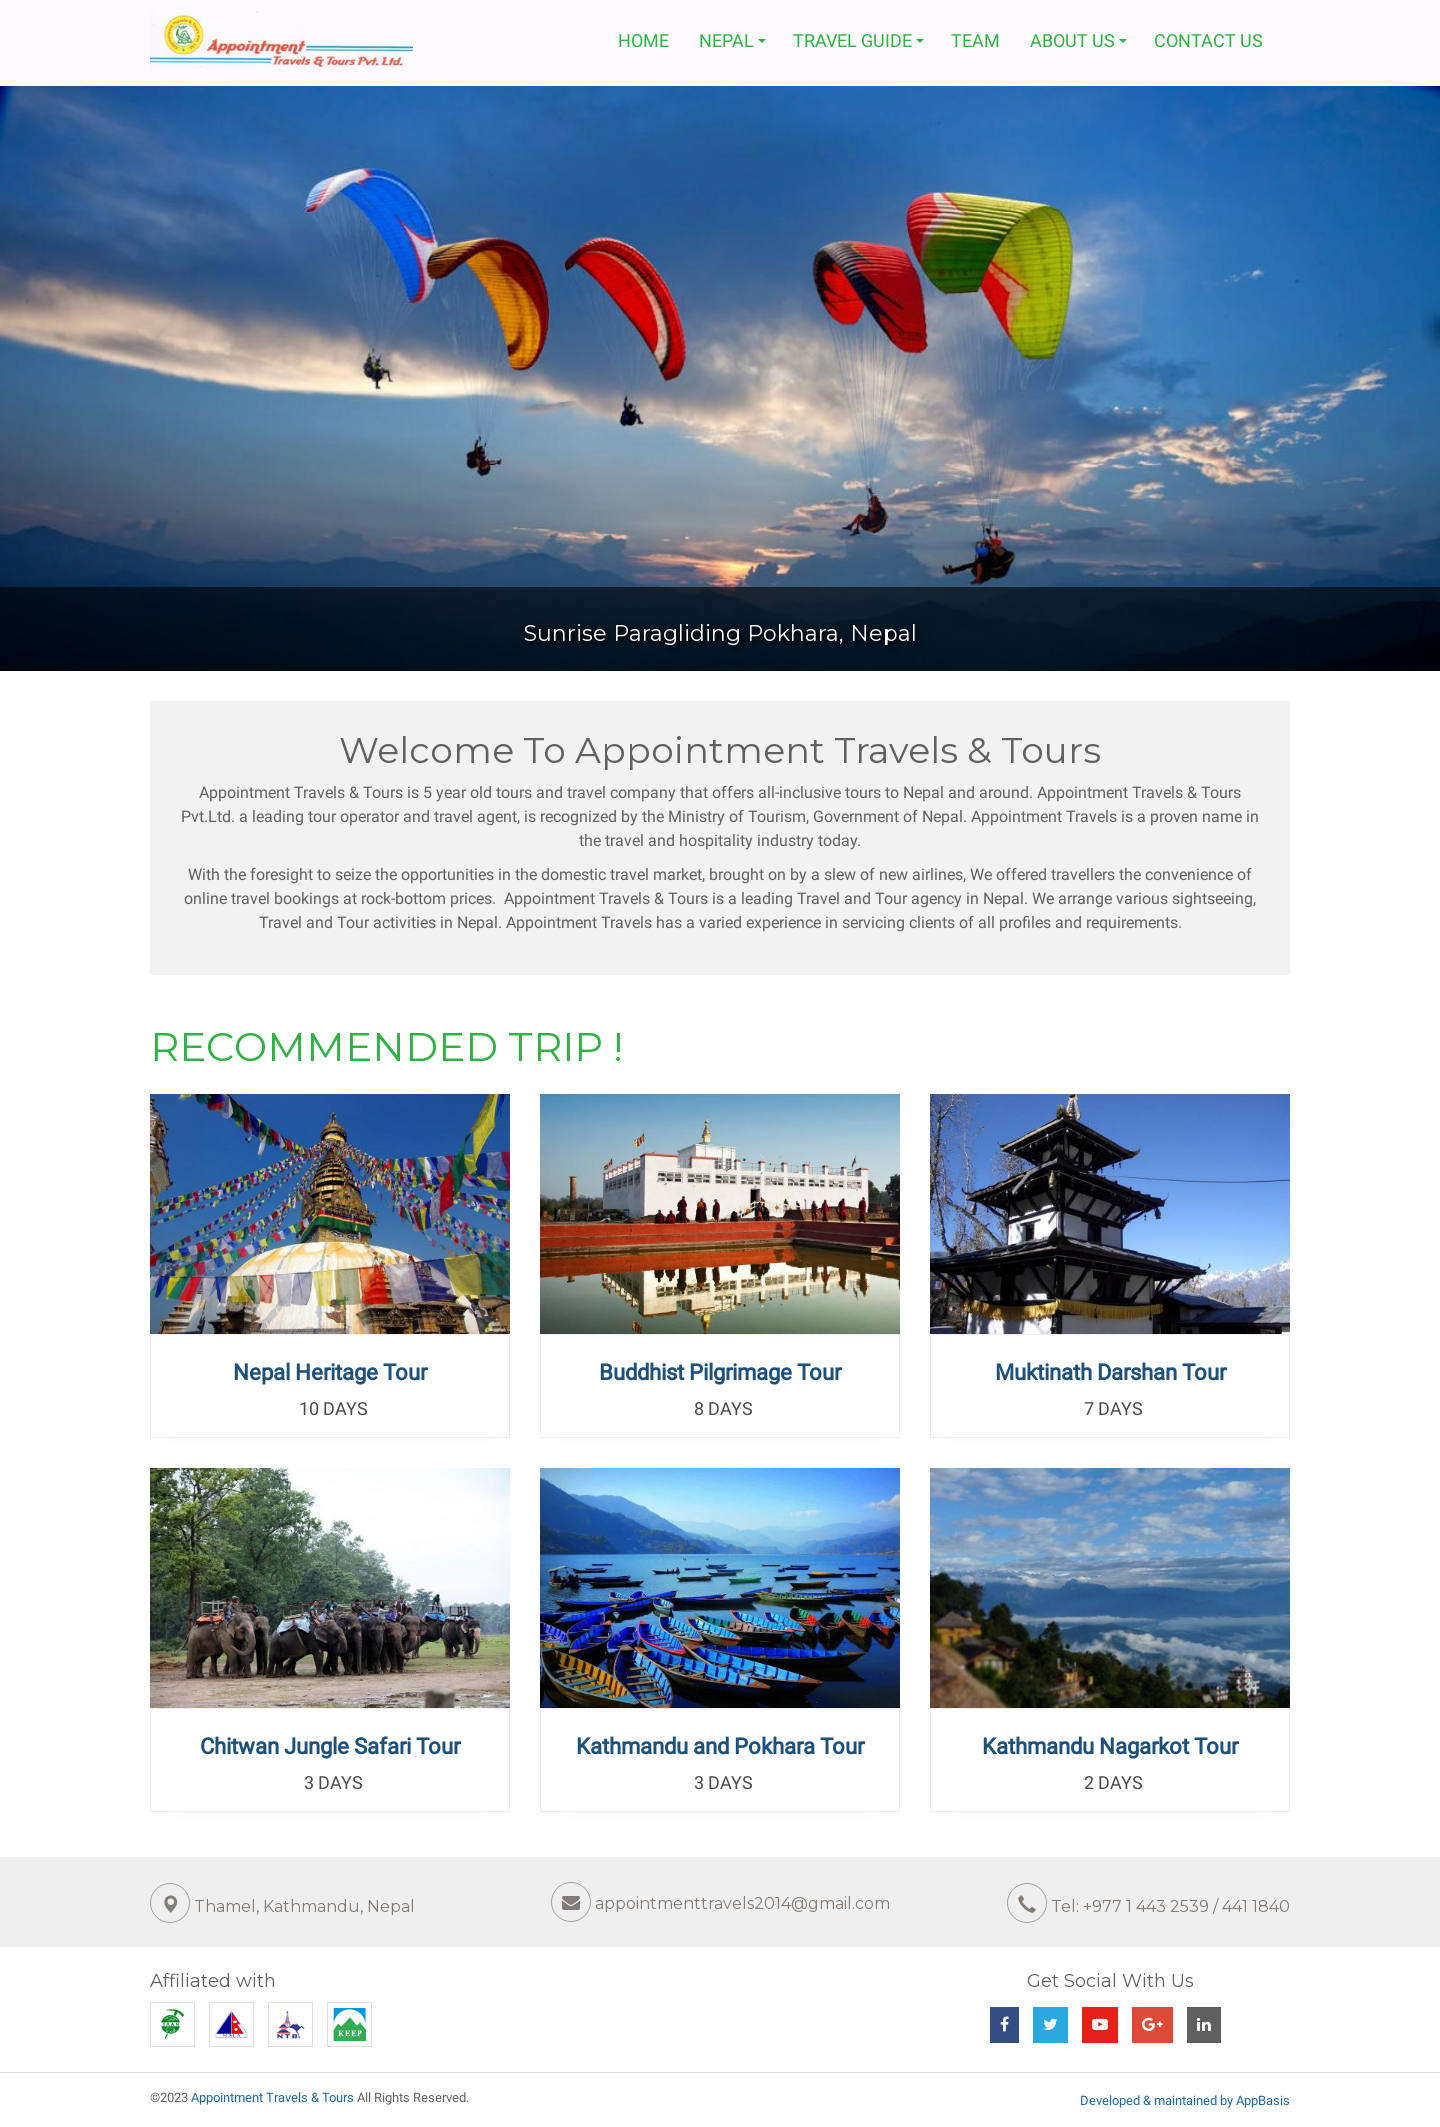 Appointment
Travels & Tours Pvt. Ltd.
HOME
NEPAL
TRAVEL GUIDE
TEAM
ABOUT US
CONTACT US
Sunrise Paragliding Pokhara, Nepal
Welcome To Appointment Travels & Tours
Appointment Travels & Tours is 5 year old tours and travel company that offers all-inclusive tours to Nepal and around. Appointment Travels & Tours
Pvt.Ltd. a leading tour operator and travel agent, is recognized by the Ministry of Tourism, Government of Nepal. Appointment Travels is a proven name in
the travel and hospitality industry today.
With the foresight to seize the opportunities in the domestic travel market, brought on by a slew of new airlines, We offered travellers the convenience of
online travel bookings at rock-bottom prices.  Appointment Travels & Tours is a leading Travel and Tour agency in Nepal. We arrange various sightseeing,
Travel and Tour activities in Nepal. Appointment Travels has a varied experience in servicing clients of all profiles and requirements.
RECOMMENDED TRIP !
Nepal Heritage Tour
10 DAYS
Buddhist Pilgrimage Tour
8 DAYS
Muktinath Darshan Tour
7 DAYS
Chitwan Jungle Safari Tour
3 DAYS
Kathmandu and Pokhara Tour
3 DAYS
Kathmandu Nagarkot Tour
2 DAYS
Thamel, Kathmandu, Nepal
appointmenttravels2014@gmail.com
Tel: +977 1 443 2539 / 441 1840
Affiliated with
TAAN
NTB
KEEP
Get Social With Us
©2023 Appointment Travels & Tours All Rights Reserved.
Developed & maintained by AppBasis